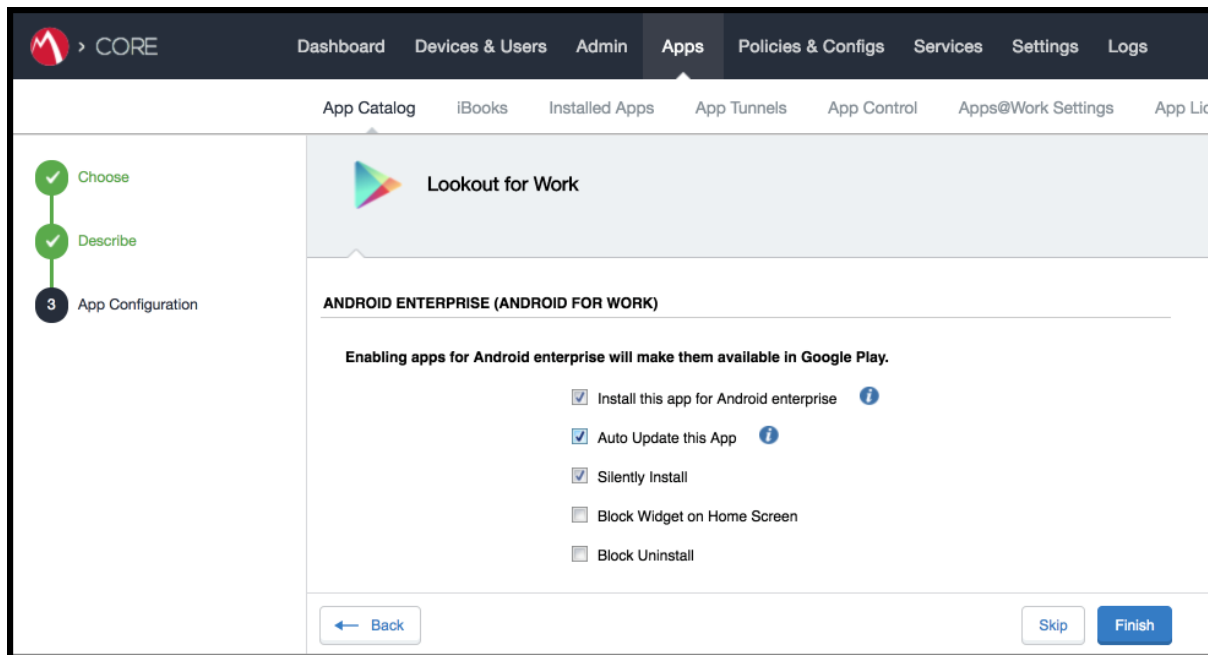 › CORE
Dashboard Devices & Users Admin Apps Policies & Configs Services Settings Logs
App Catalog iBooks Installed Apps App Tunnels App Control Apps@Work Settings App Lic
Choose
Describe
3 App Configuration
Lookout for Work
ANDROID ENTERPRISE (ANDROID FOR WORK)
Enabling apps for Android enterprise will make them available in Google Play.
Install this app for Android enterprise i
Auto Update this App i
Silently Install
Block Widget on Home Screen
Block Uninstall
Back Skip Finish